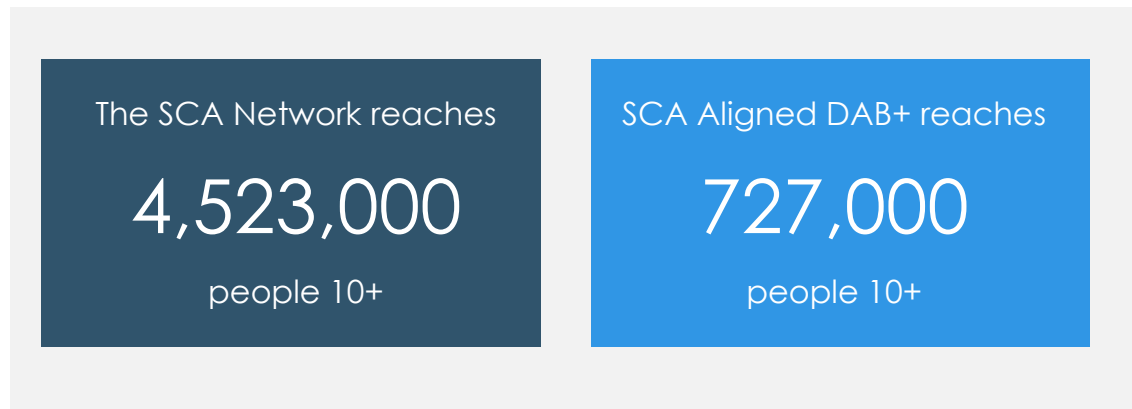 The SCA Network reaches
4,523,000
people 10+
SCA Aligned DAB+ reaches
727,000
people 10+